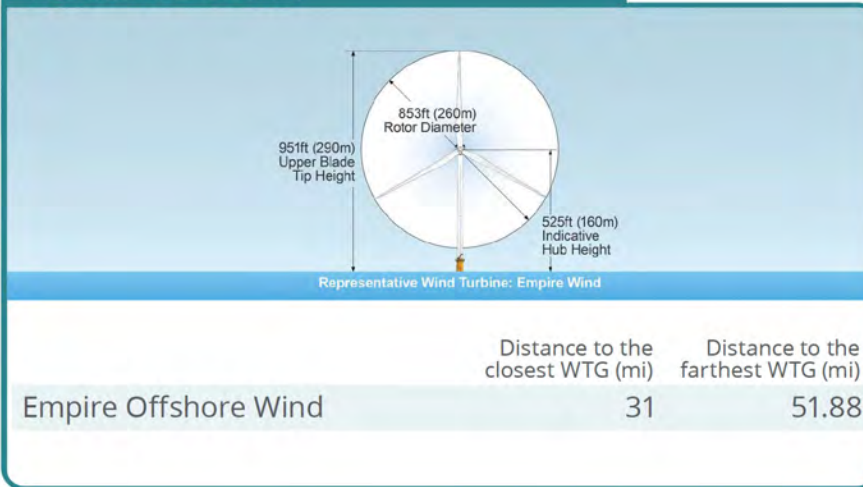 853ft (260m)
Rotor Diameter
951ft (290m)
Upper Blade
Tip Height
525ft (160m)
Indicative
Hub Height
Representative Wind Turbine: Empire Wind
Distance to the
closest WTG (mi)
Distance to the
farthest WTG (mi)
Empire Offshore Wind 31 51.88